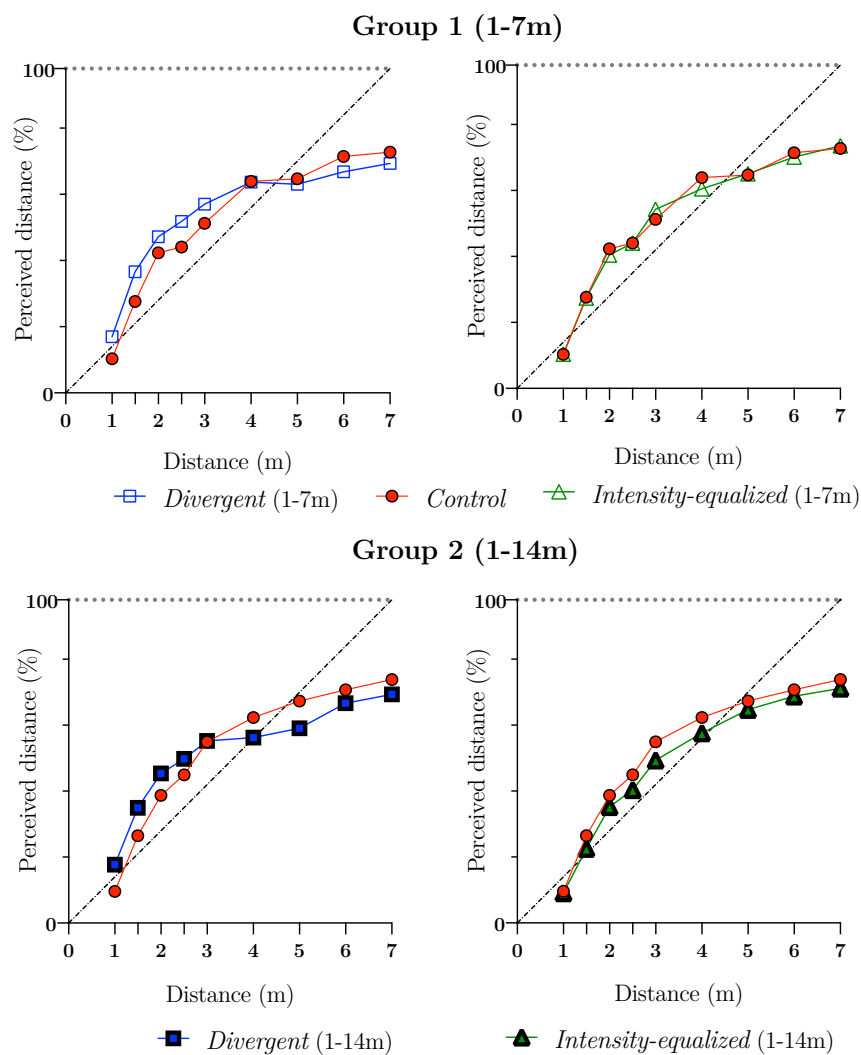 Group 1 (1-7m)
100 100
Perceived distance (%) Perceived distance (%)
0 0
0 1 2 3 4 5 6 7 0 1 2 3 4 5 6 7
Distance (m) Distance (m)
Divergent (1-7m) Control Intensity-equalized (1-7m)
Group 2 (1-14m)
100 100
Perceived distance (%) Perceived distance (%)
0 0
0 1 2 3 4 5 6 7 0 1 2 3 4 5 6 7
Distance (m) Distance (m)
Divergent (1-14m) Intensity-equalized (1-14m)